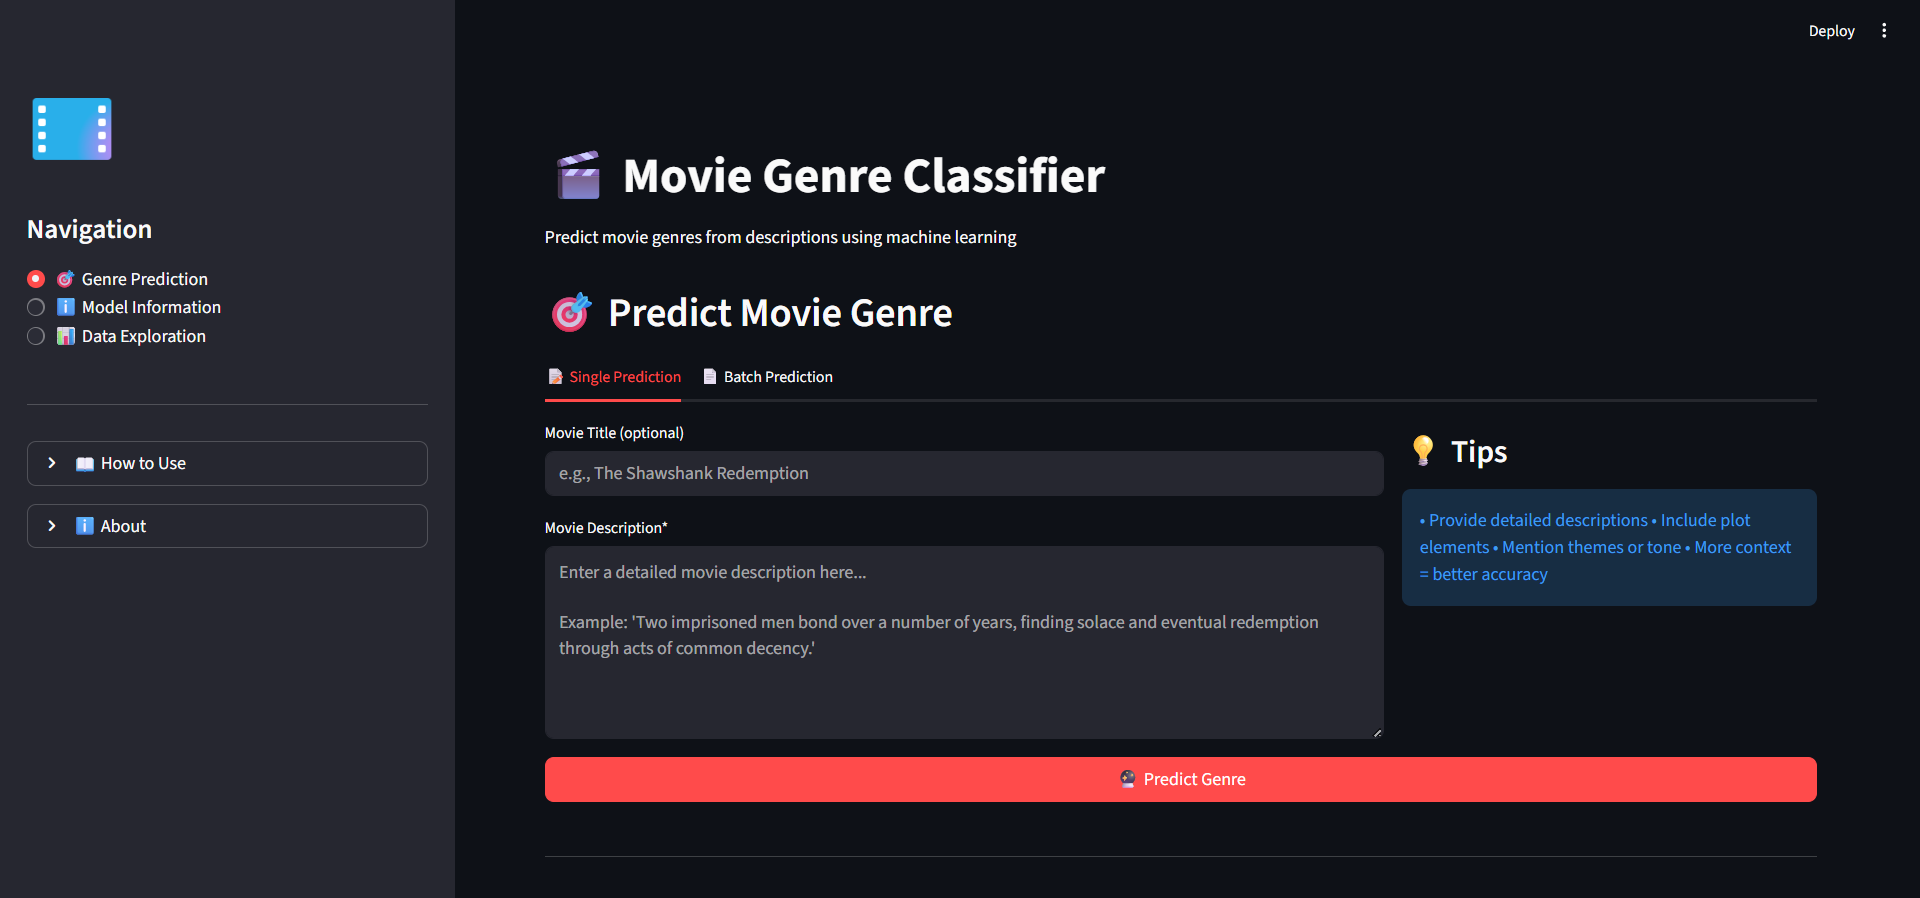 Deploy
Navigation
Genre Prediction
Model Information
Data Exploration
How to Use
About
Movie Genre Classifier
Predict movie genres from descriptions using machine learning
Predict Movie Genre
Single Prediction
Batch Prediction
Movie Title (optional)
e.g., The Shawshank Redemption
Movie Description*
Enter a detailed movie description here...
Example: 'Two imprisoned men bond over a number of years, finding solace and eventual redemption
through acts of common decency.'
Tips
• Provide detailed descriptions • Include plot
elements • Mention themes or tone • More context
= better accuracy
Predict Genre